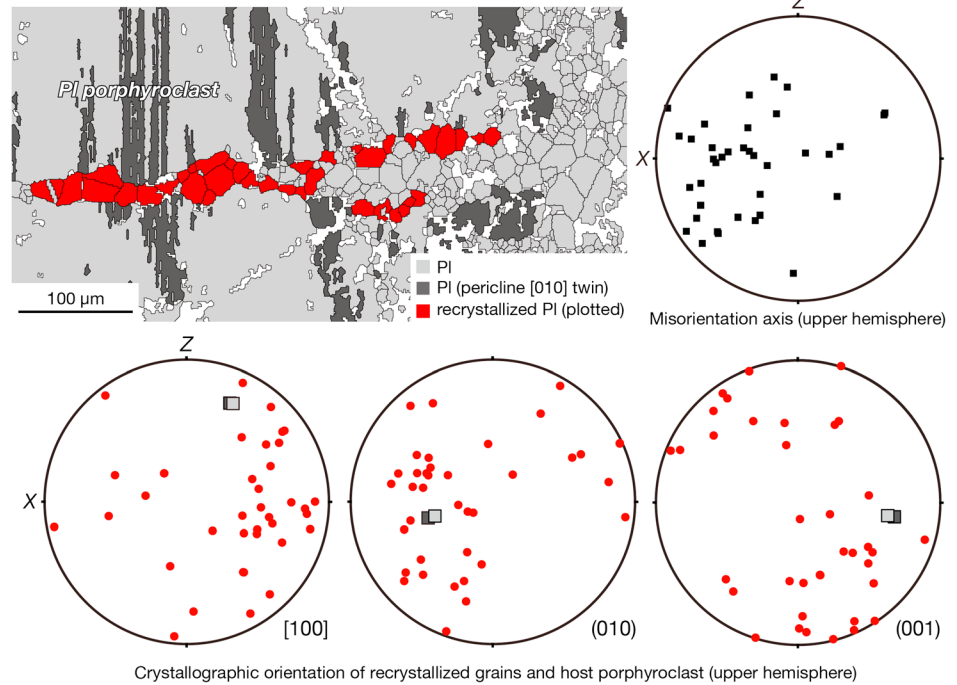 Z
Pl porphyroclast
X
Pl
Pl (pericline [010] twin)
recrystallized Pl (plotted)
100 µm
Misorientation axis (upper hemisphere)
Z
X
[100]
(010)
(001)
Crystallographic orientation of recrystallized grains and host porphyroclast (upper hemisphere)